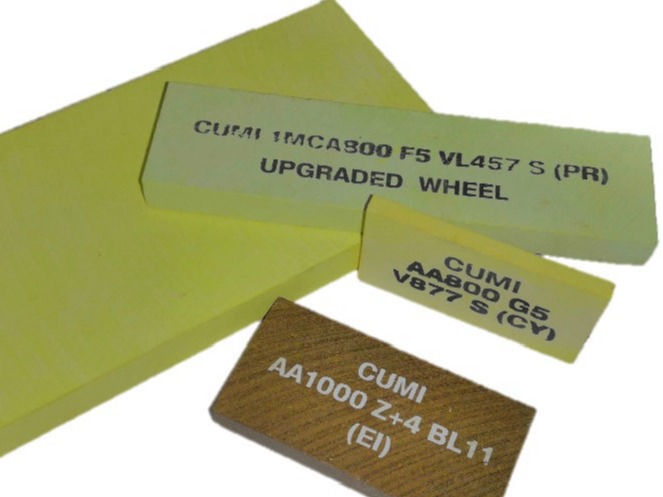 CUMI 1MCA800 F5 VL457 S (PR)
UPGRADED WHEEL
CUMI
AA800 G5
V877 S (CY)
CUMI
AA1000 Z+4 BL11
(EI)